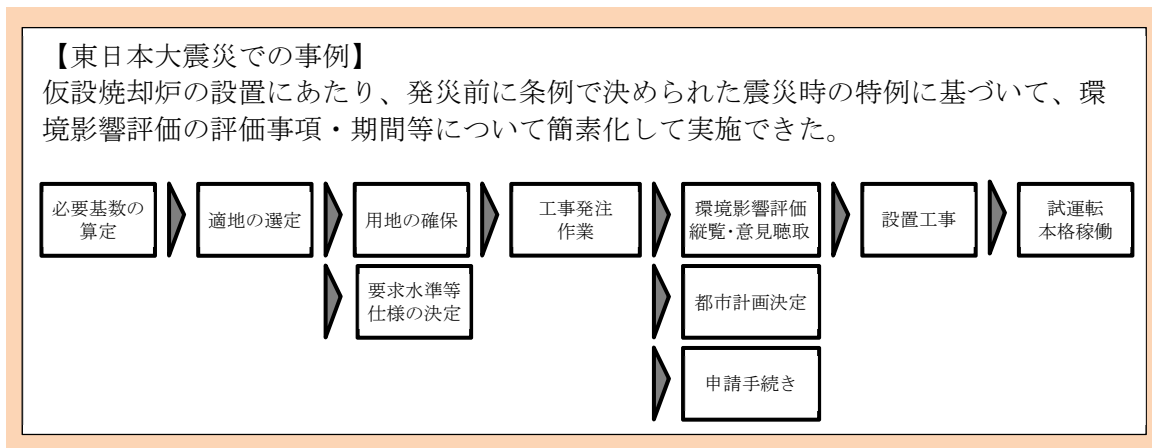 【東日本大震災での事例】
仮設焼却炉の設置にあたり、発災前に条例で決められた震災時の特例に基づいて、環
境影響評価の評価事項・期間等について簡素化して実施できた。
必要基数の
算定
適地の選定
用地の確保
工事発注
作業
環境影響評価
縦覧・意見聴取
設置工事
試運転
本格稼働
要求水準等
仕様の決定
都市計画決定
申請手続き